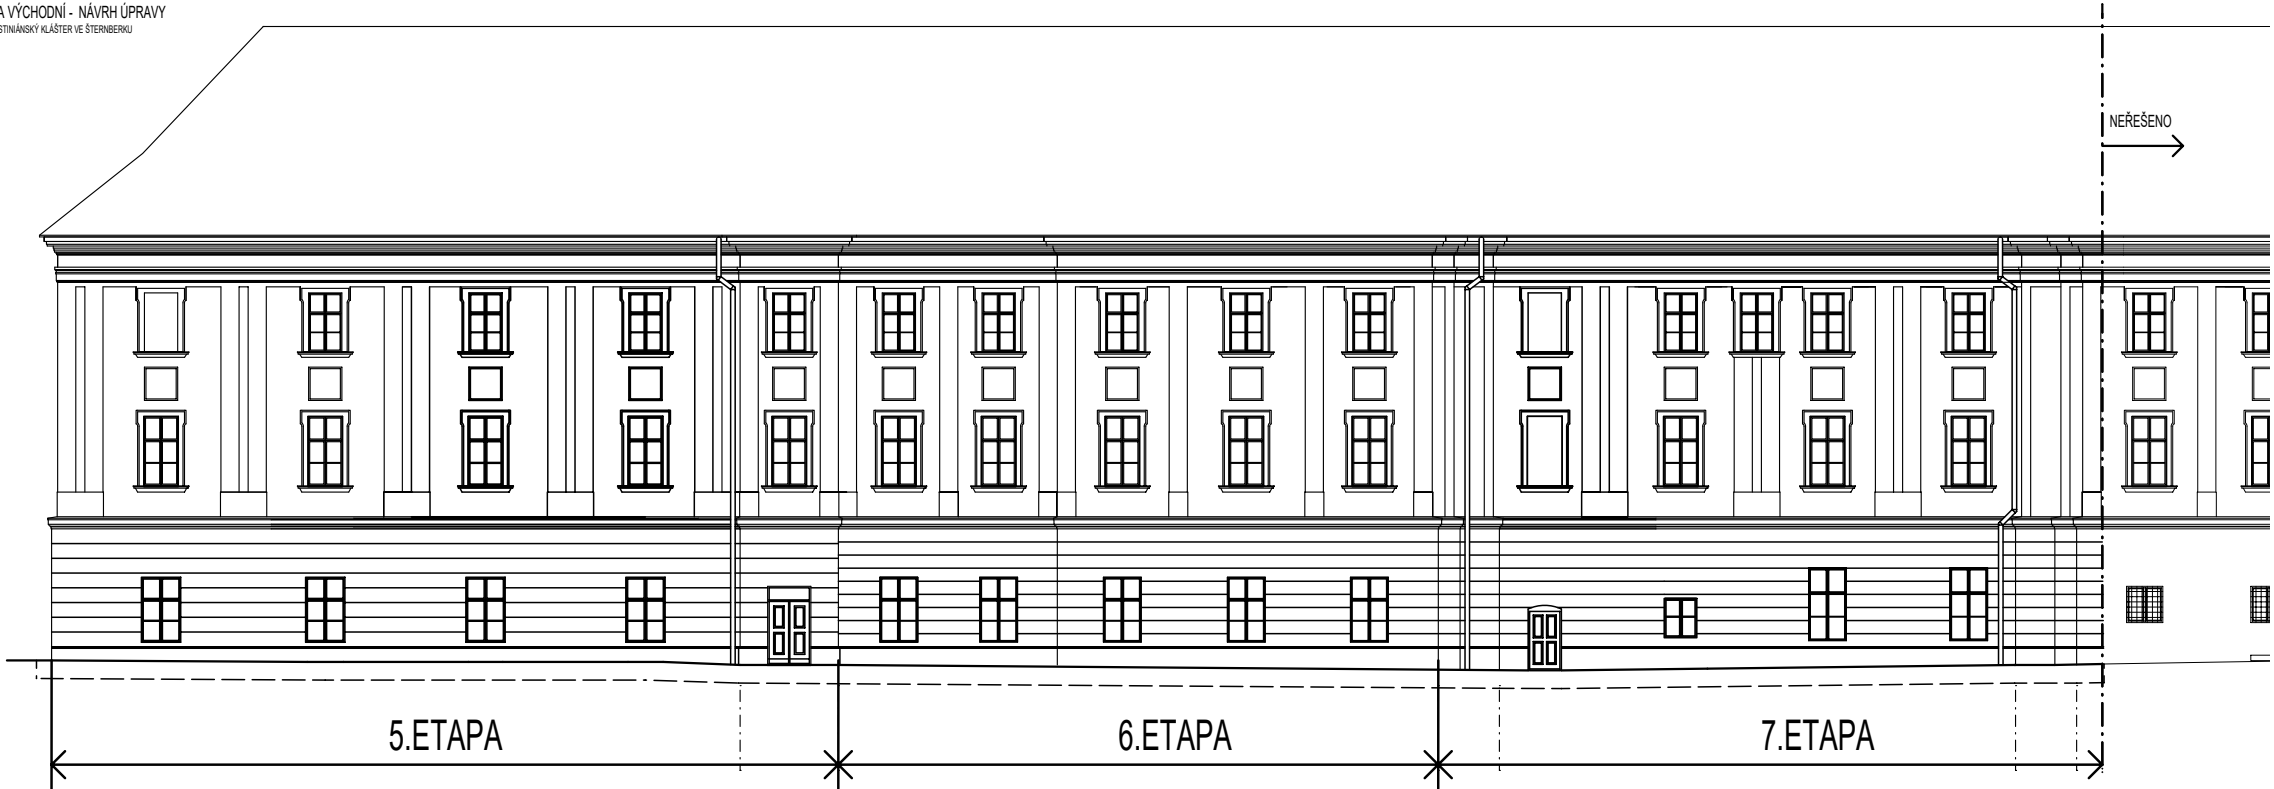 A VÝCHODNÍ - NÁVRH ÚPRAVY
STINIÁNSKÝ KLÁŠTER VE ŠTERNBERKU
NEŘEŠENO
5.ETAPA
6.ETAPA
7.ETAPA